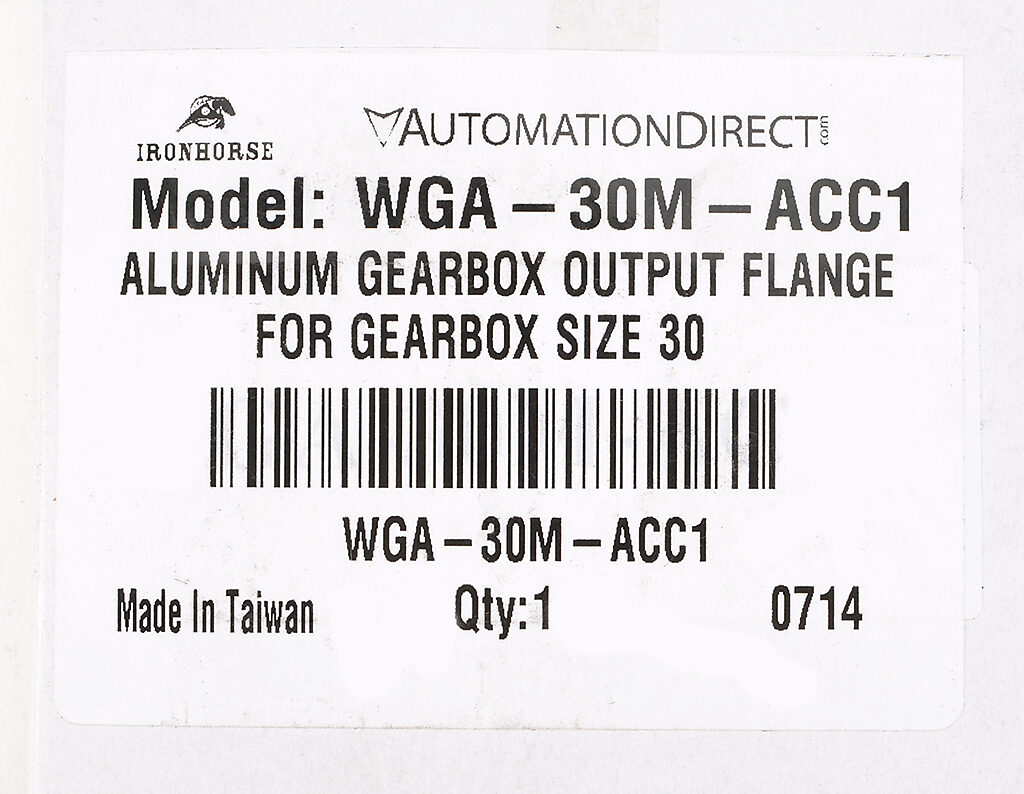 IRONHORSE
AUTOMATIONDIRECT.com
Model: WGA-30M-ACC1
ALUMINUM GEARBOX OUTPUT FLANGE
FOR GEARBOX SIZE 30
WGA-30M-ACC1
Made In Taiwan Qty:1 0714